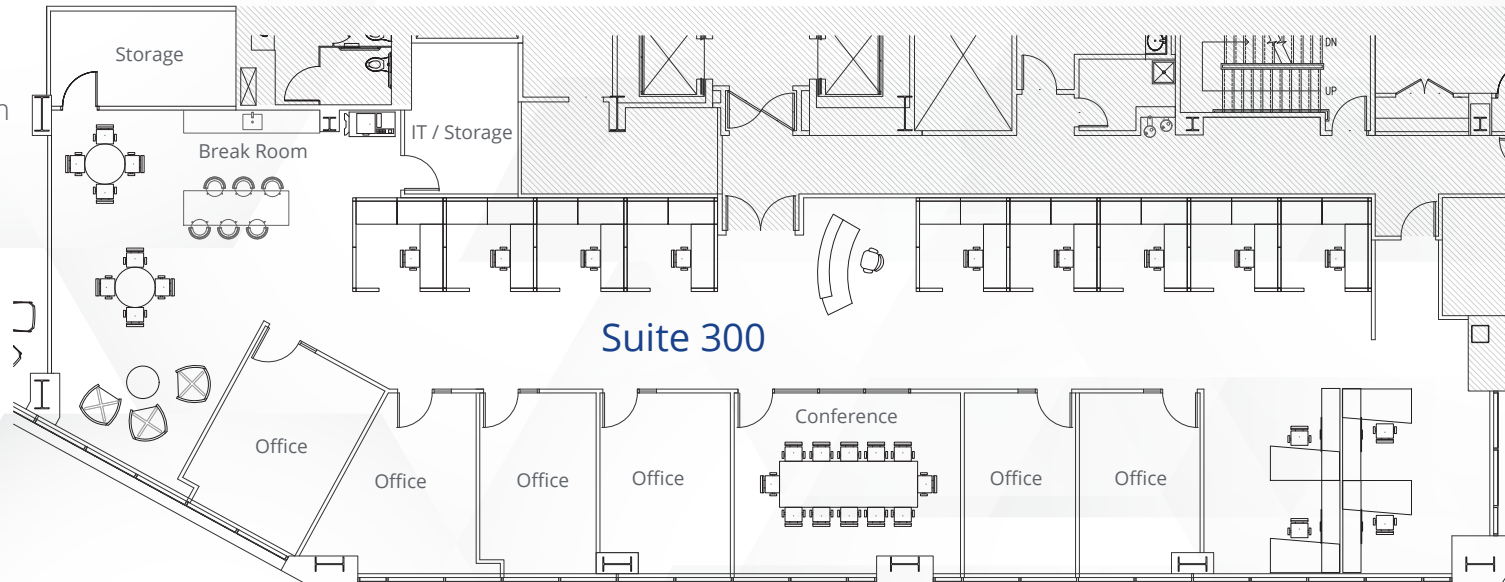 Storage
DN
UP
n
IT / Storage
Break Room
Suite 300
Conference
Office
Office
Office
Office
Office
Office